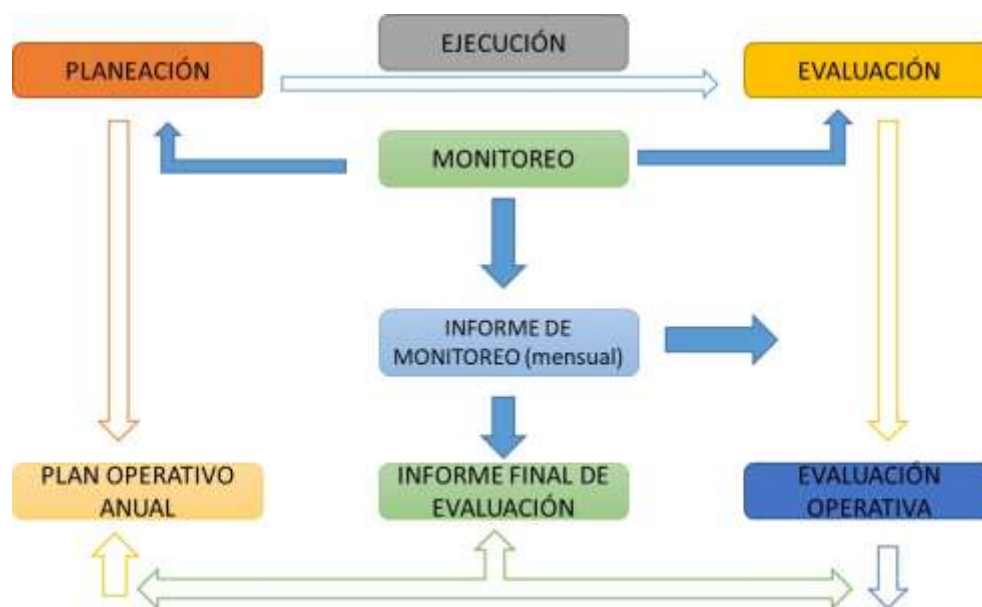 EJECUCIÓN
PLANEACIÓN
EVALUACIÓN
MONITOREO
INFORME DE
MONITOREO (mensual)
PLAN OPERATIVO
ANUAL
INFORME FINAL DE
EVALUACIÓN
EVALUACIÓN
OPERATIVA